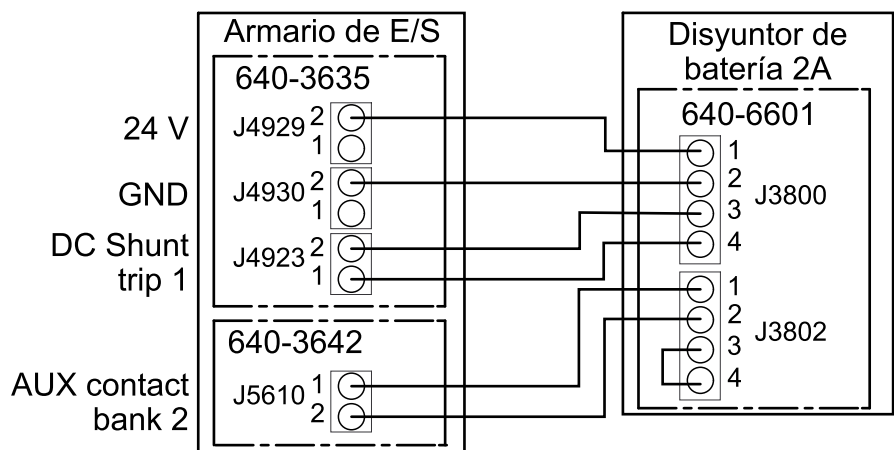 Armario de E/S
640-3635
24 V
J4929
2
1
GND
J4930
2
1
DC Shunt
trip 1
J4923
2
1
640-3642
AUX contact
bank 2
J5610
1
2
Disyuntor de
batería 2A
640-6601
1
2
3
4
J3800
1
2
3
4
J3802